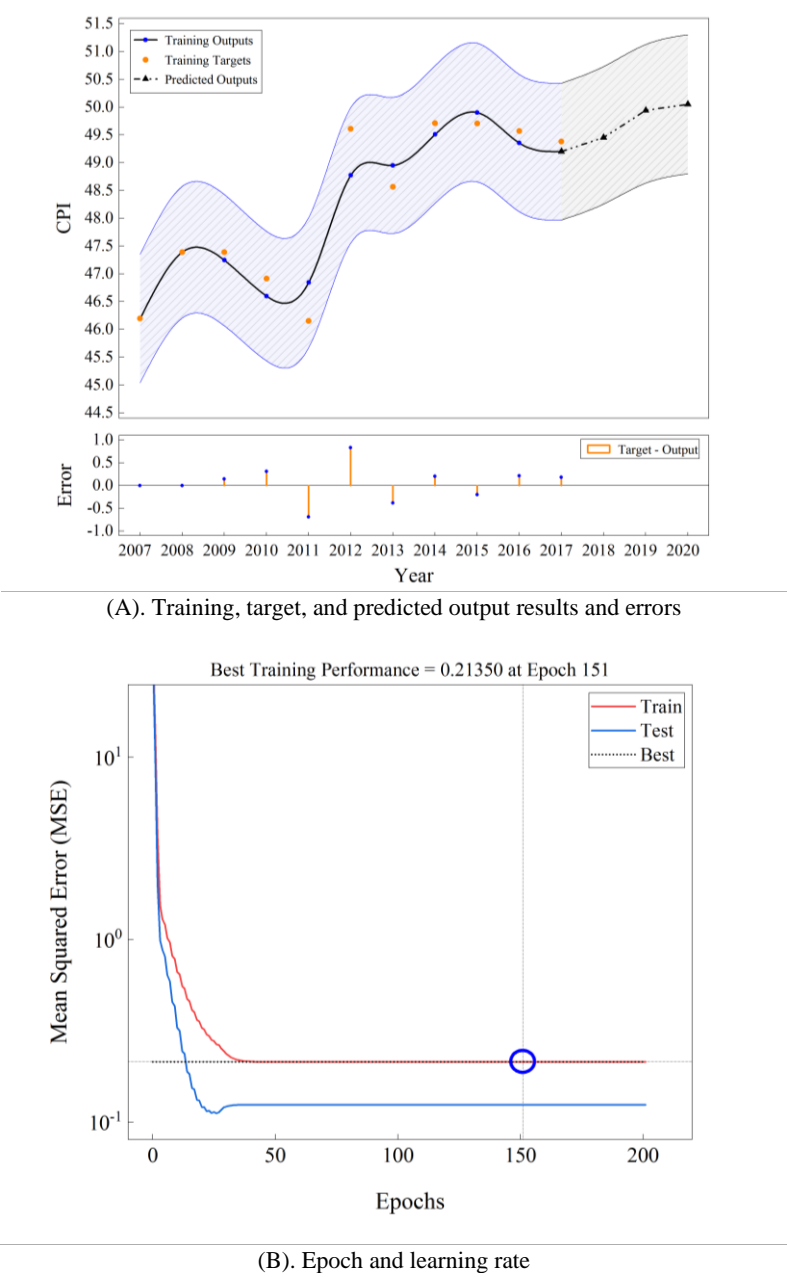 51.5
51.0
50.5
50.0
49.5
49.0
48.5
48.0
47.5
47.0
46.5
46.0
45.5
45.0
44.5
CPI
Training Outputs
Training Targets
Predicted Outputs
1.0
0.5
0.0
-0.5
-1.0
Error
Target - Output
2007 2008 2009 2010 2011 2012 2013 2014 2015 2016 2017 2018 2019 2020
Year
(A). Training, target, and predicted output results and errors
Best Training Performance = 0.21350 at Epoch 151
Train
Test
Best
10¹
10⁰
10⁻¹
Mean Squared Error (MSE)
0 50 100 150 200
Epochs
(B). Epoch and learning rate